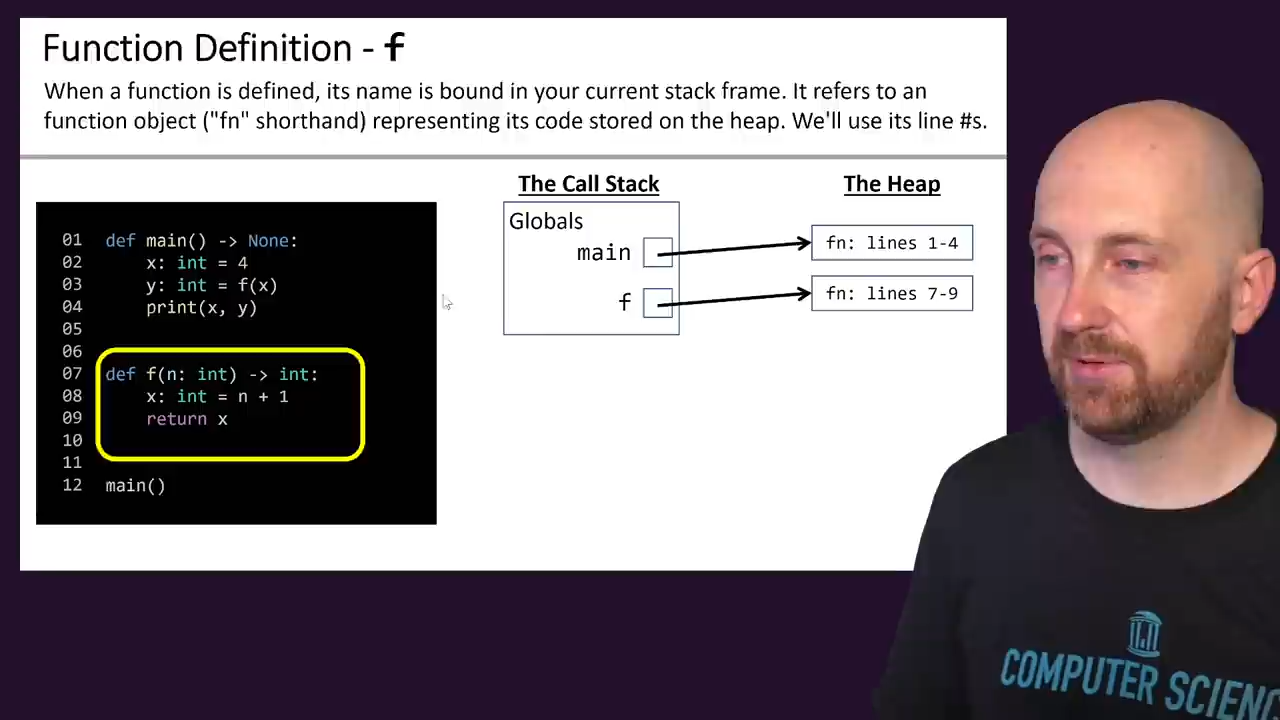 Function Definition - f
When a function is defined, its name is bound in your current stack frame. It refers to an
function object ("fn" shorthand) representing its code stored on the heap. We'll use its line #s.
The Call Stack
The Heap
Globals
main
fn: lines 1-4
f
fn: lines 7-9
01 def main() -> None:
02 x: int = 4
03 y: int = f(x)
04 print(x, y)
05
06
07 def f(n: int) -> int:
08 x: int = n + 1
09 return x
10
11
12 main()
COMPUTER SCIENC